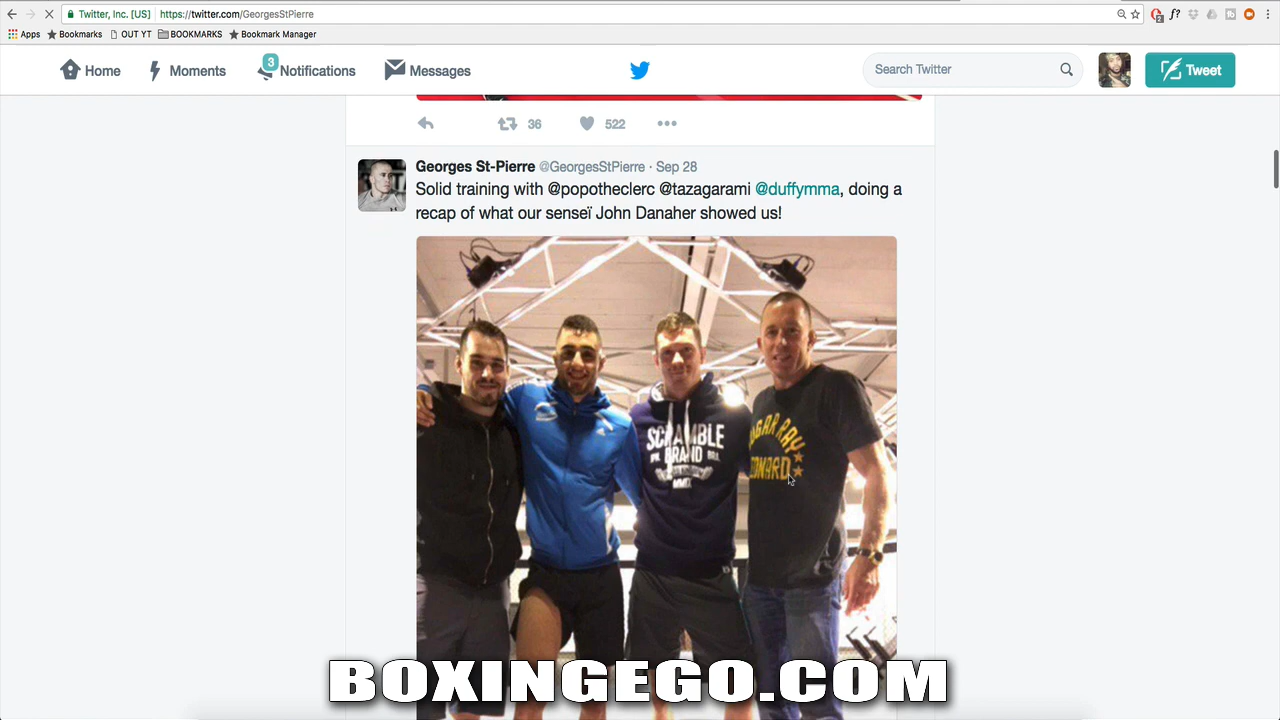 Twitter, Inc. [US] https://twitter.com/GeorgesStPierre
Apps Bookmarks OUT YT BOOKMARKS Bookmark Manager
Home Moments 3 Notifications Messages Search Twitter Tweet
36 522
Georges St-Pierre @GeorgesStPierre · Sep 28
Solid training with @popotheclerc @tazagarami @duffymma, doing a
recap of what our senseï John Danaher showed us!
SCRAMBLE
BRAND
RAY
BOXINGEGO.COM